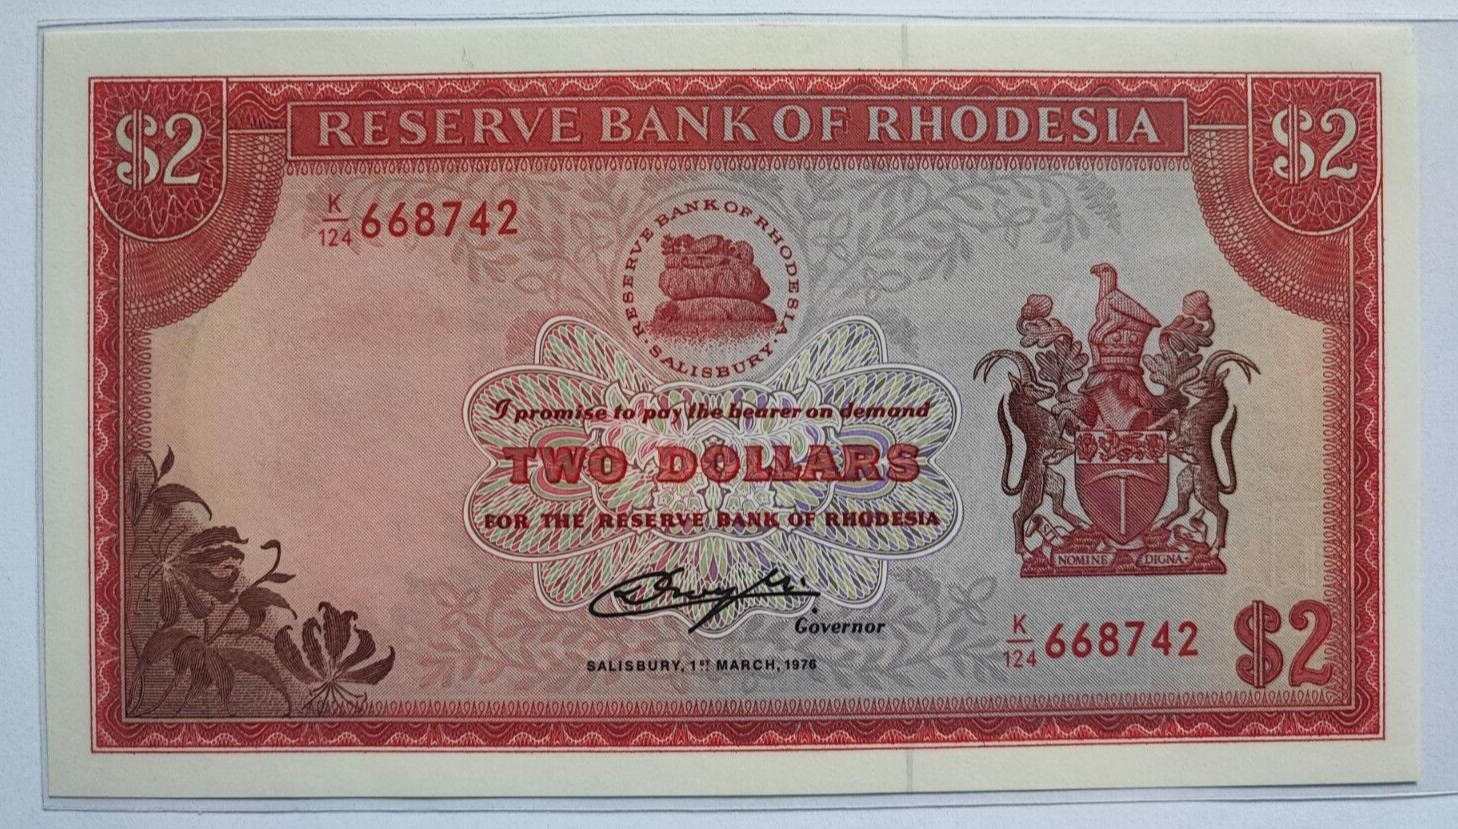 $2
RESERVE BANK OF RHODESIA
$2
K/124 668742
RESERVE BANK OF RHODESIA
· SALISBURY ·
I promise to pay the bearer on demand
TWO DOLLARS
FOR THE RESERVE BANK OF RHODESIA
NOMINE DIGNA
Governor
K/124 668742
$2
SALISBURY, 1ST MARCH, 1976